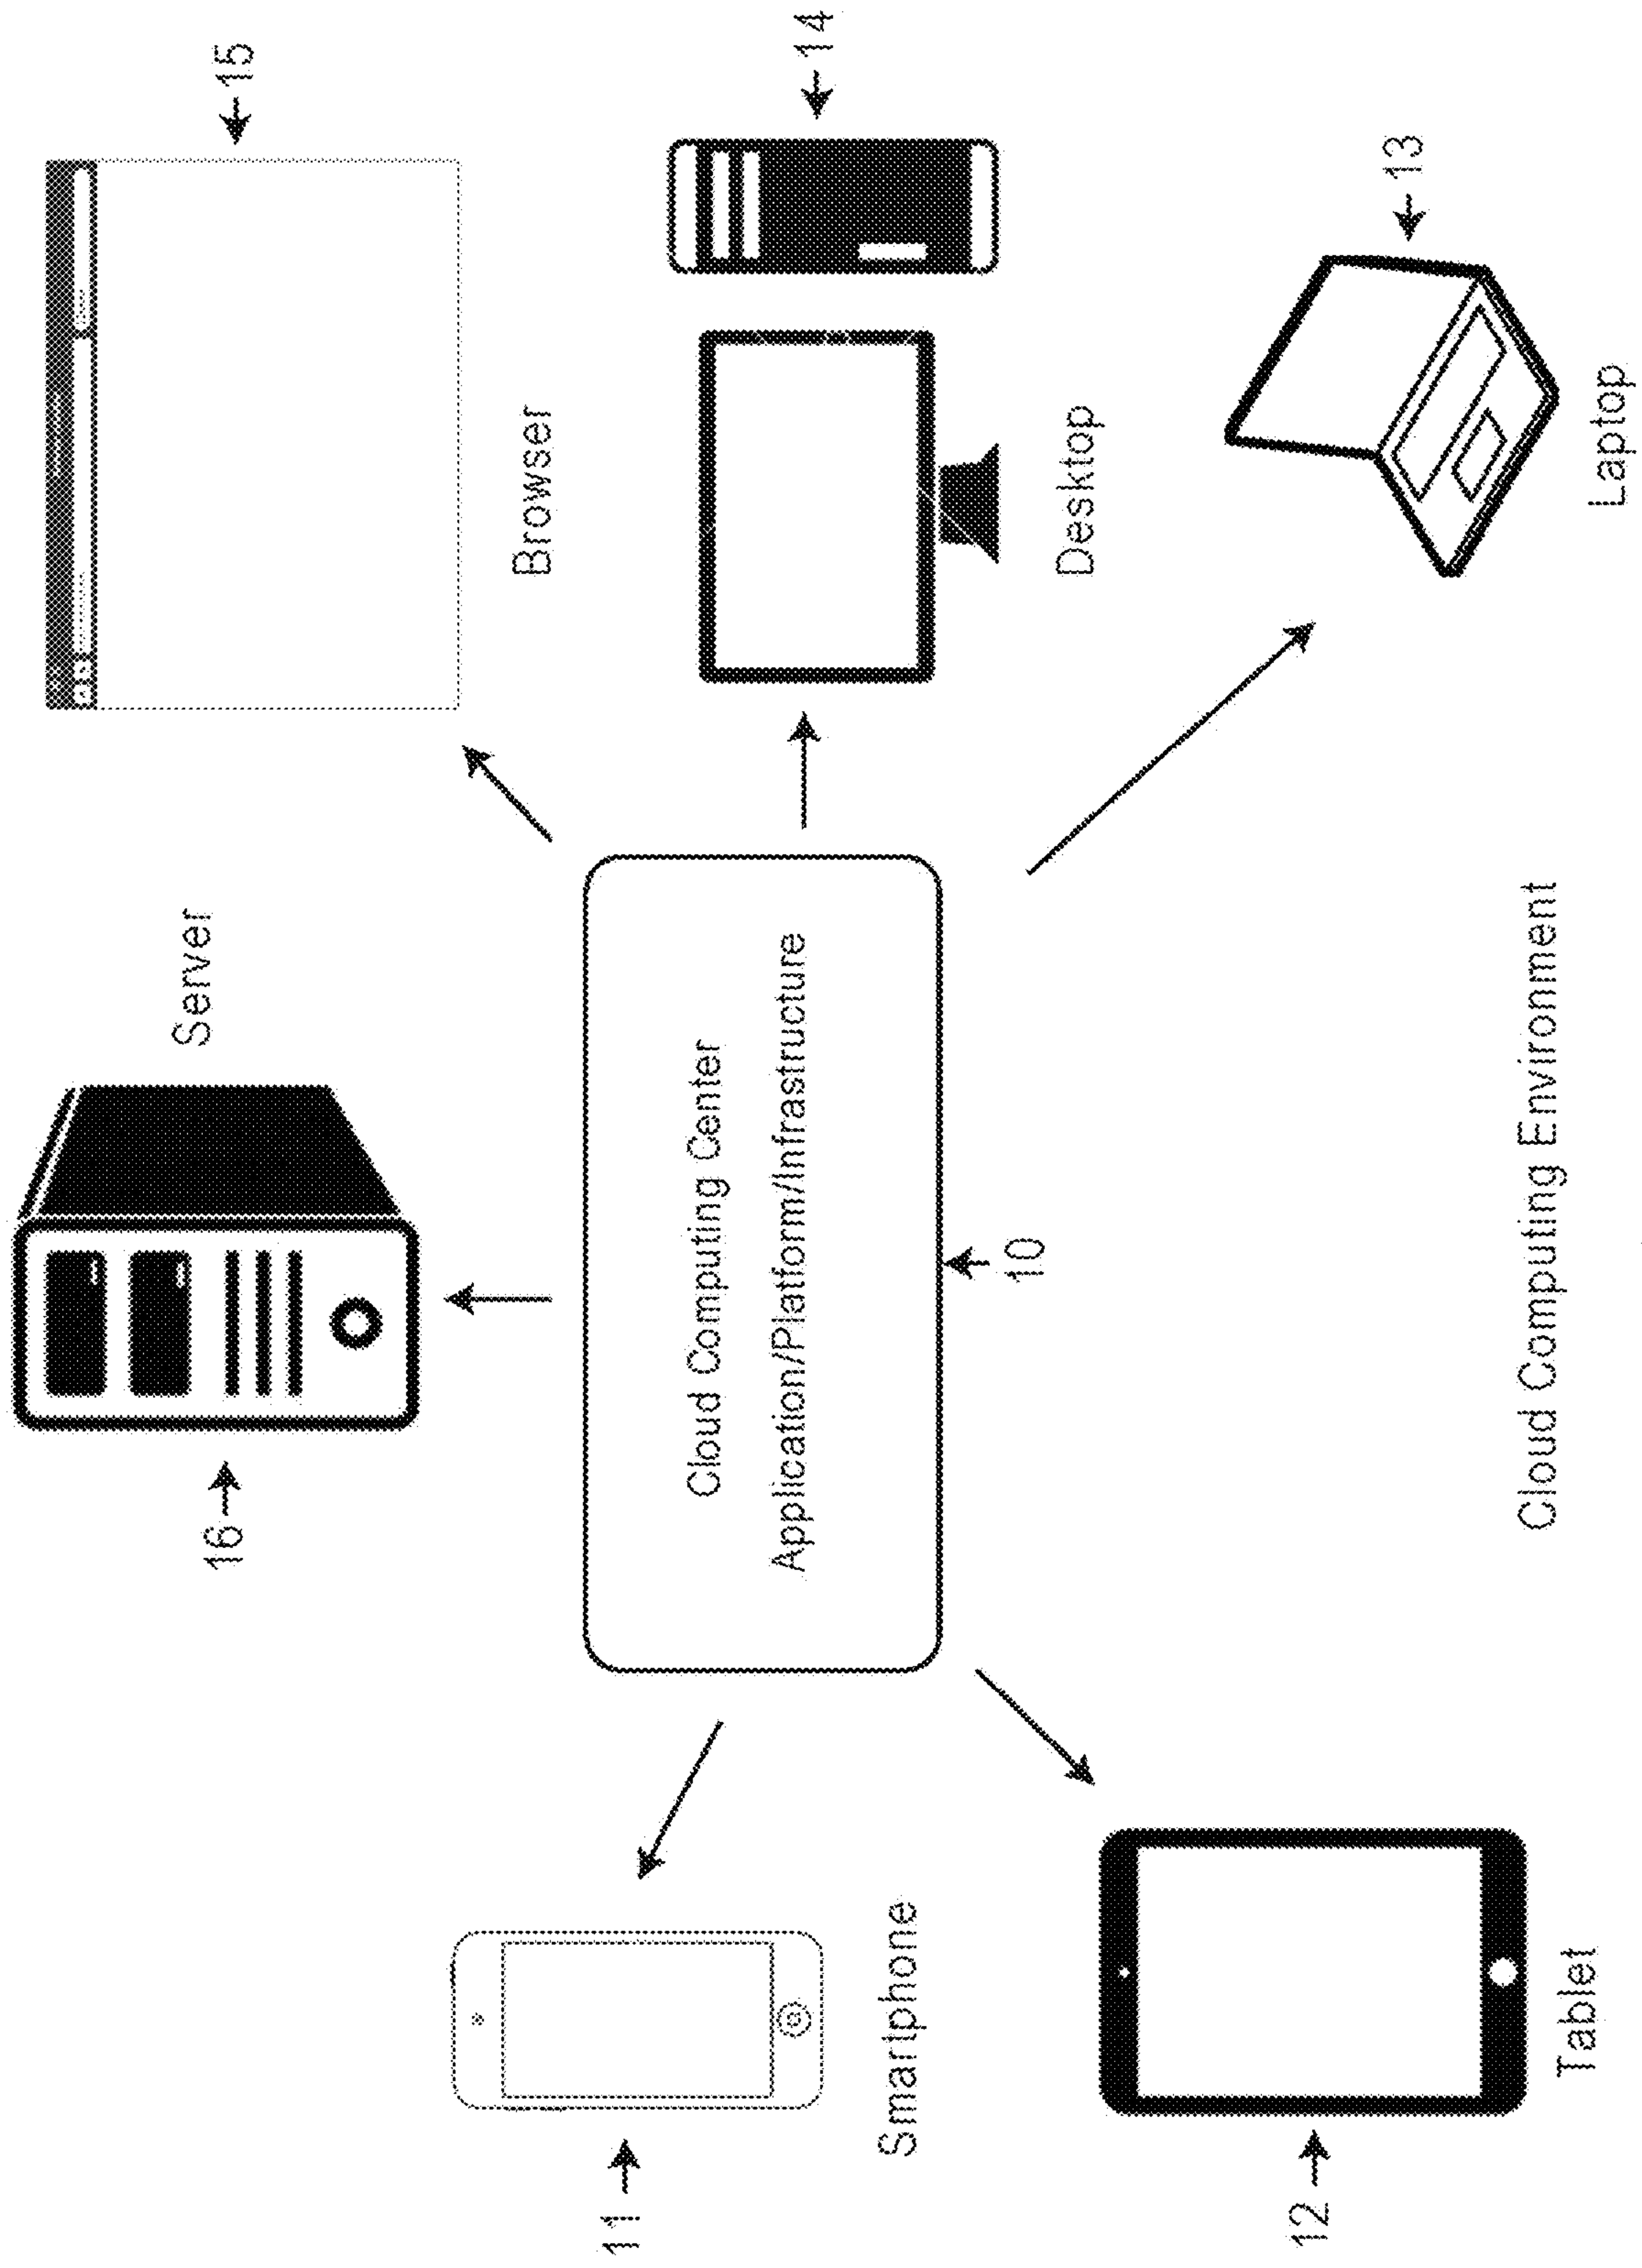 Server
16
15
Browser
Cloud Computing Center
Application/Platform/Infrastructure
10
14
Desktop
11
Smartphone
13
Laptop
12
Tablet
Cloud Computing Environment